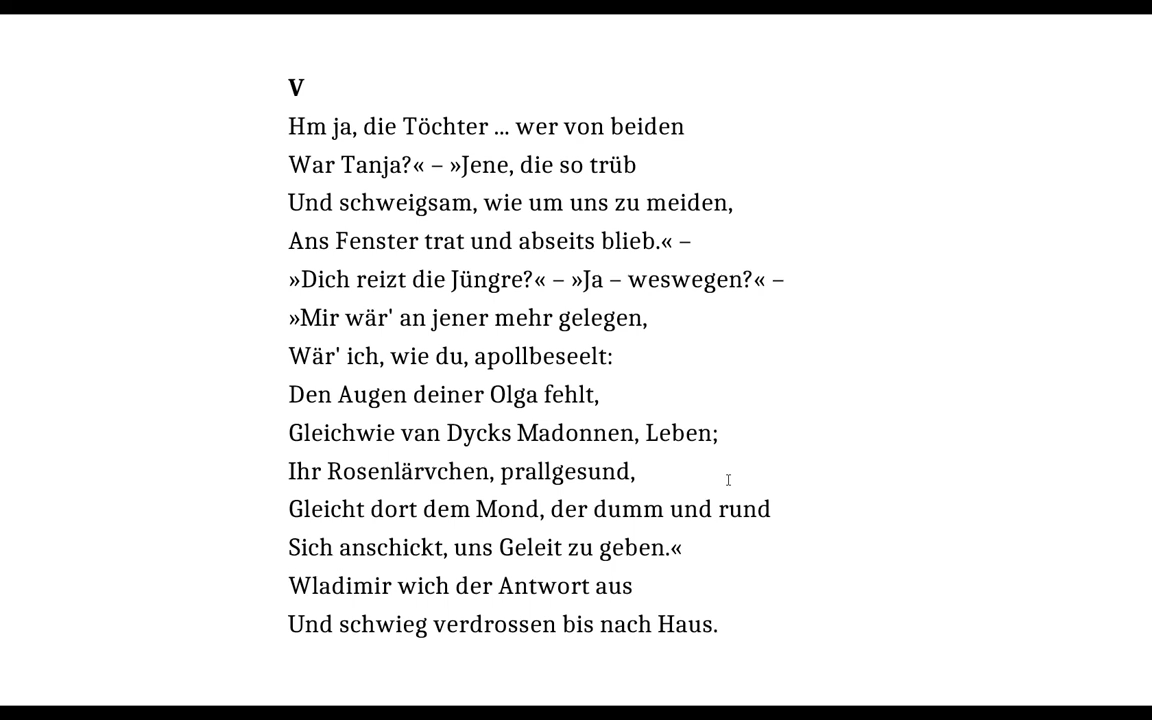 V
Hm ja, die Töchter ... wer von beiden
War Tanja?« – »Jene, die so trüb
Und schweigsam, wie um uns zu meiden,
Ans Fenster trat und abseits blieb.« –
»Dich reizt die Jüngre?« – »Ja – weswegen?« –
»Mir wär' an jener mehr gelegen,
Wär' ich, wie du, apollbeseelt:
Den Augen deiner Olga fehlt,
Gleichwie van Dycks Madonnen, Leben;
Ihr Rosenlärvchen, prallgesund,
Gleicht dort dem Mond, der dumm und rund
Sich anschickt, uns Geleit zu geben.«
Wladimir wich der Antwort aus
Und schwieg verdrossen bis nach Haus.